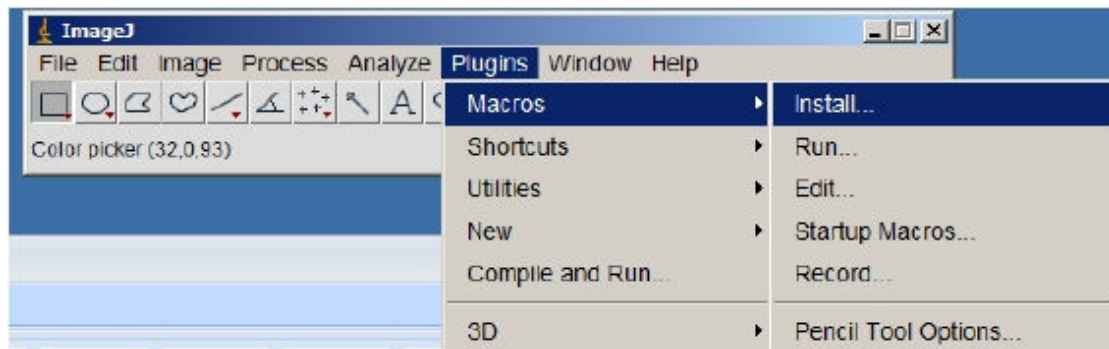 ImageJ
File Edit Image Process Analyze Plugins Window Help
A
Color picker (32,0,93)
Macros
Shortcuts
Utilities
New
Compile and Run...
3D
Install...
Run...
Edit...
Startup Macros...
Record...
Pencil Tool Options...